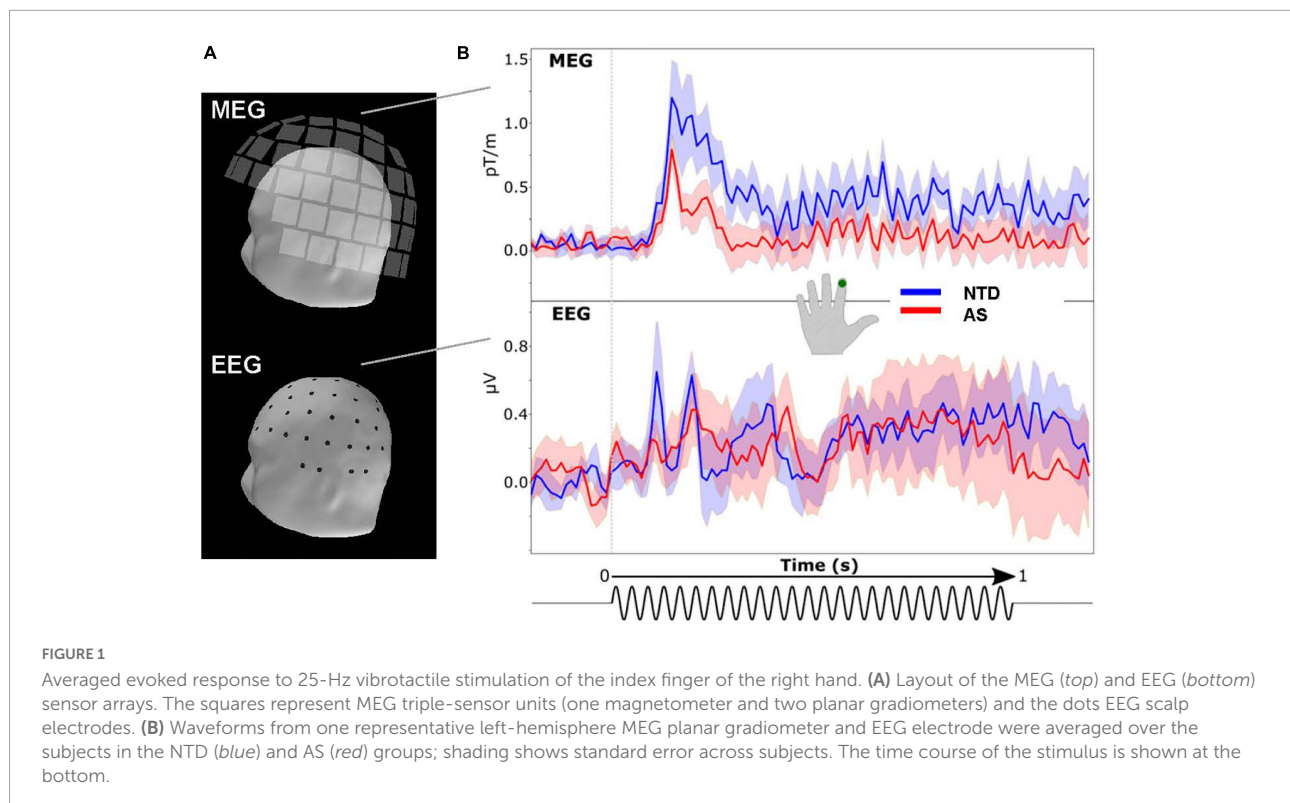 A
B
MEG
MEG
1.5
1.0
0.5
0.0
pT/m
NTD
AS
EEG
EEG
0.8
0.4
0.0
μV
Time (s)
0
1
FIGURE 1
Averaged evoked response to 25-Hz vibrotactile stimulation of the index finger of the right hand. (A) Layout of the MEG (top) and EEG (bottom)
sensor arrays. The squares represent MEG triple-sensor units (one magnetometer and two planar gradiometers) and the dots EEG scalp
electrodes. (B) Waveforms from one representative left-hemisphere MEG planar gradiometer and EEG electrode were averaged over the
subjects in the NTD (blue) and AS (red) groups; shading shows standard error across subjects. The time course of the stimulus is shown at the
bottom.